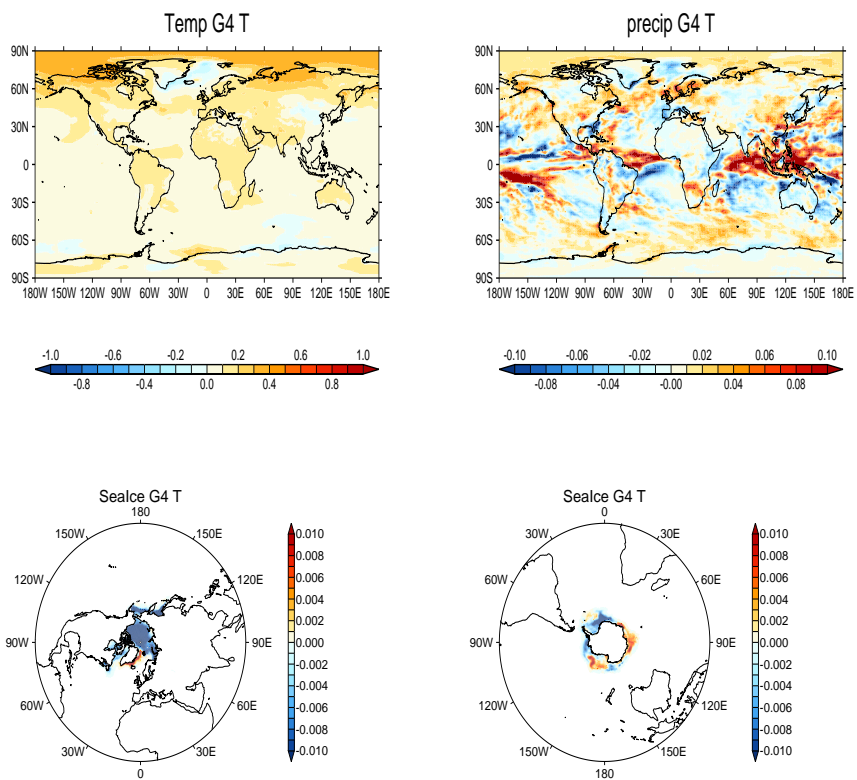 Temp G4 T
90N
60N
30N
0
30S
60S
90S
180W 150W 120W 90W 60W 30W 0 30E 60E 90E 120E 150E 180E
-1.0 -0.6 -0.2 0.2 0.6 1.0
-0.8 -0.4 0.0 0.4 0.8
precip G4 T
90N
60N
30N
0
30S
60S
90S
180W 150W 120W 90W 60W 30W 0 30E 60E 90E 120E 150E 180E
-0.10 -0.06 -0.02 0.02 0.06 0.10
-0.08 -0.04 -0.00 0.04 0.08
SeaIce G4 T
180
150W 150E
120W 120E
90W 90E
60W 60E
30W 30E
0
0.010
0.008
0.006
0.004
0.002
0.000
-0.002
-0.004
-0.006
-0.008
-0.010
SeaIce G4 T
0
30W 30E
60W 60E
90W 90E
120W 120E
150W 150E
180
0.010
0.008
0.006
0.004
0.002
0.000
-0.002
-0.004
-0.006
-0.008
-0.010